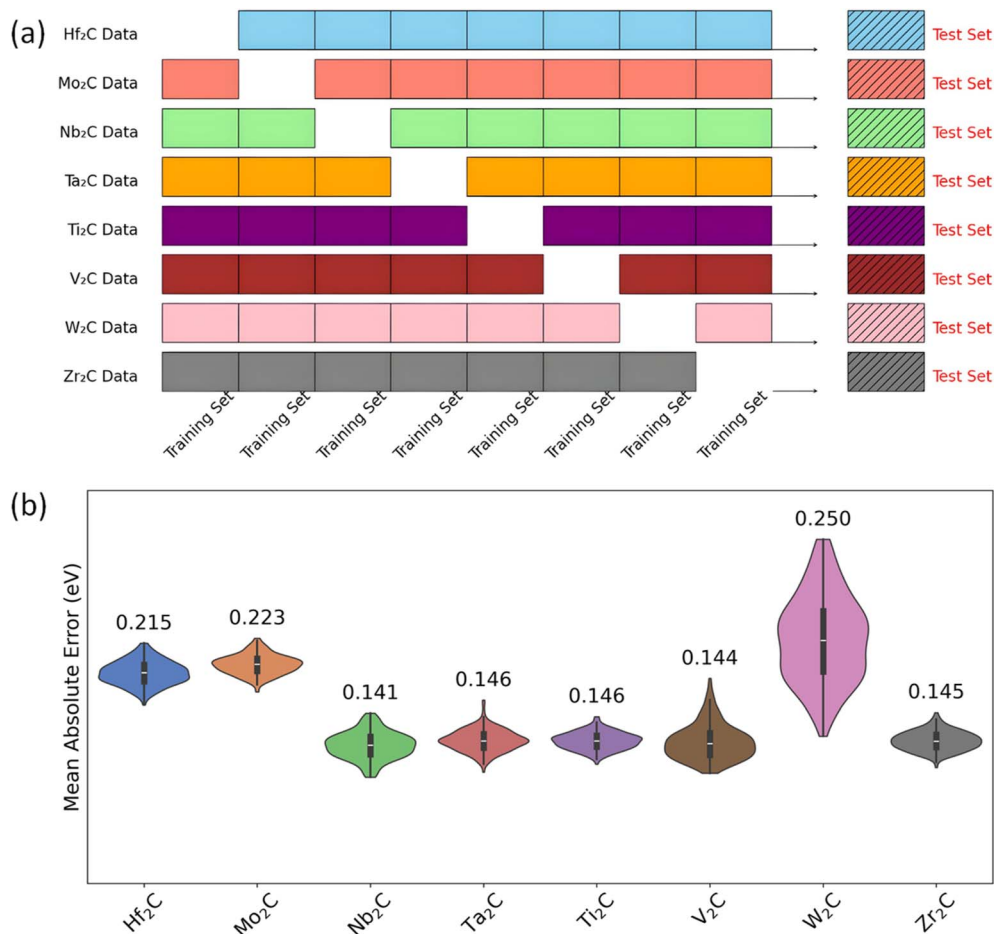 (a)
Hf₂C Data
Test Set
Mo₂C Data
Test Set
Nb₂C Data
Test Set
Ta₂C Data
Test Set
Ti₂C Data
Test Set
V₂C Data
Test Set
W₂C Data
Test Set
Zr₂C Data
Test Set
Training Set
Training Set
Training Set
Training Set
Training Set
Training Set
Training Set
Training Set
(b)
Mean Absolute Error (eV)
0.215
0.223
0.141
0.146
0.146
0.144
0.250
0.145
Hf₂C
Mo₂C
Nb₂C
Ta₂C
Ti₂C
V₂C
W₂C
Zr₂C